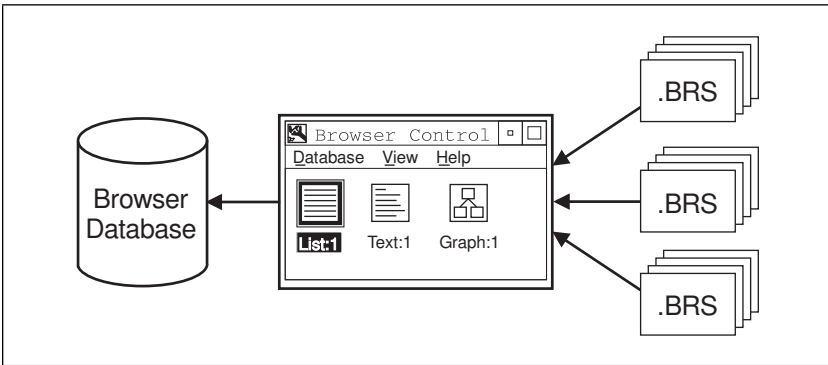 Browser
Database
Browser Control
Database View Help
List:1 Text:1 Graph:1
.BRS
.BRS
.BRS